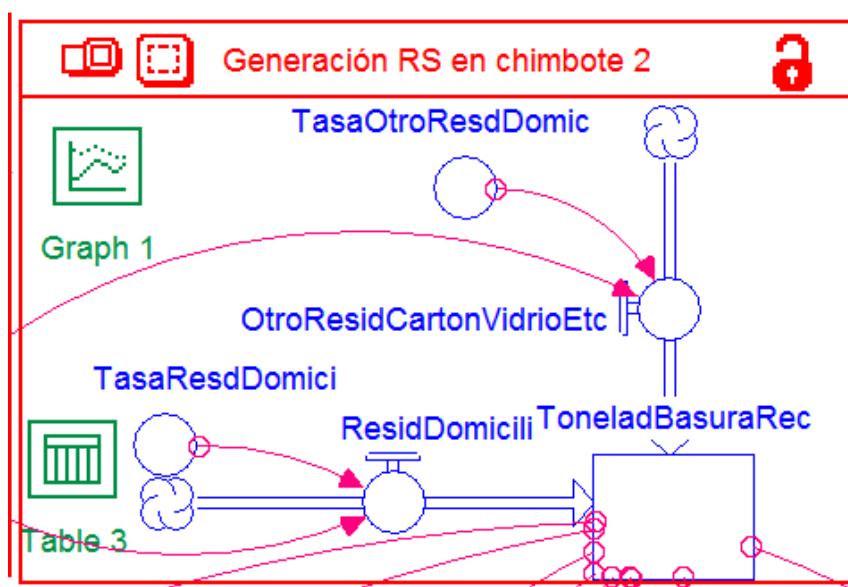 Generación RS en chimbote 2
TasaOtroResdDomic
Graph 1
OtroResidCartonVidrioEtc
TasaResdDomici
ResidDomicili
ToneladBasuraRec
Table 3